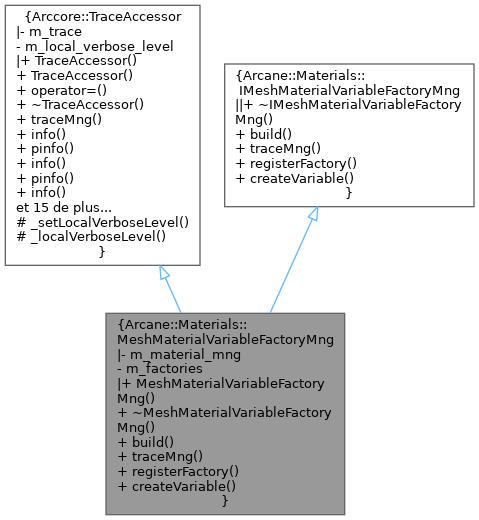 {Arccore::TraceAccessor
|- m_trace
- m_local_verbose_level
|+ TraceAccessor()
+ TraceAccessor()
+ operator=()
+ ~TraceAccessor()
+ traceMng()
+ info()
+ pinfo()
+ info()
+ pinfo()
+ info()
et 15 de plus...
# _setLocalVerboseLevel()
# _localVerboseLevel()
}
{Arcane::Materials::
IMeshMaterialVariableFactoryMng
||+ ~IMeshMaterialVariableFactory
Mng()
+ build()
+ traceMng()
+ registerFactory()
+ createVariable()
}
{Arcane::Materials::
MeshMaterialVariableFactoryMng
|- m_material_mng
- m_factories
|+ MeshMaterialVariableFactory
Mng()
+ ~MeshMaterialVariableFactory
Mng()
+ build()
+ traceMng()
+ registerFactory()
+ createVariable()
}